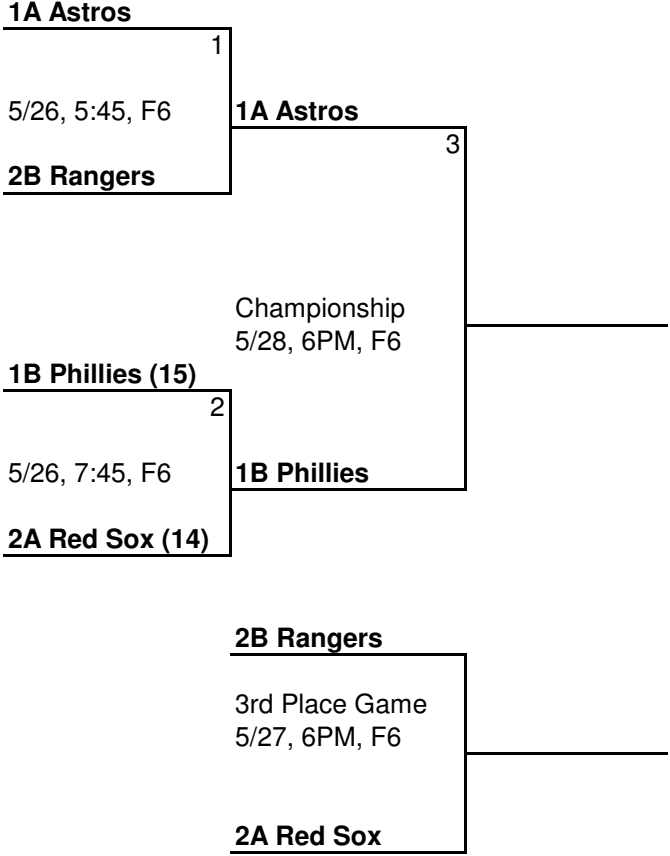 1A Astros
1
5/26, 5:45, F6
1A Astros
3
2B Rangers
Championship
5/28, 6PM, F6
1B Phillies (15)
2
5/26, 7:45, F6
1B Phillies
2A Red Sox (14)
2B Rangers
3rd Place Game
5/27, 6PM, F6
2A Red Sox